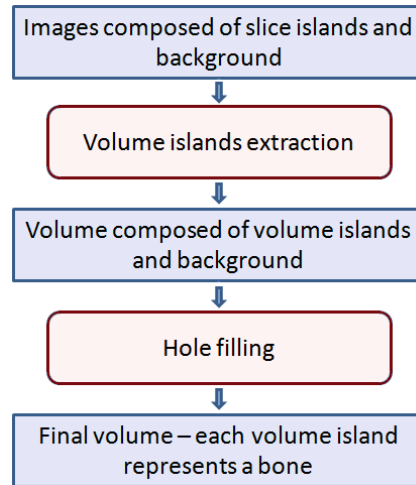 Images composed of slice islands and
background
Volume islands extraction
Volume composed of volume islands
and background
Hole filling
Final volume – each volume island
represents a bone